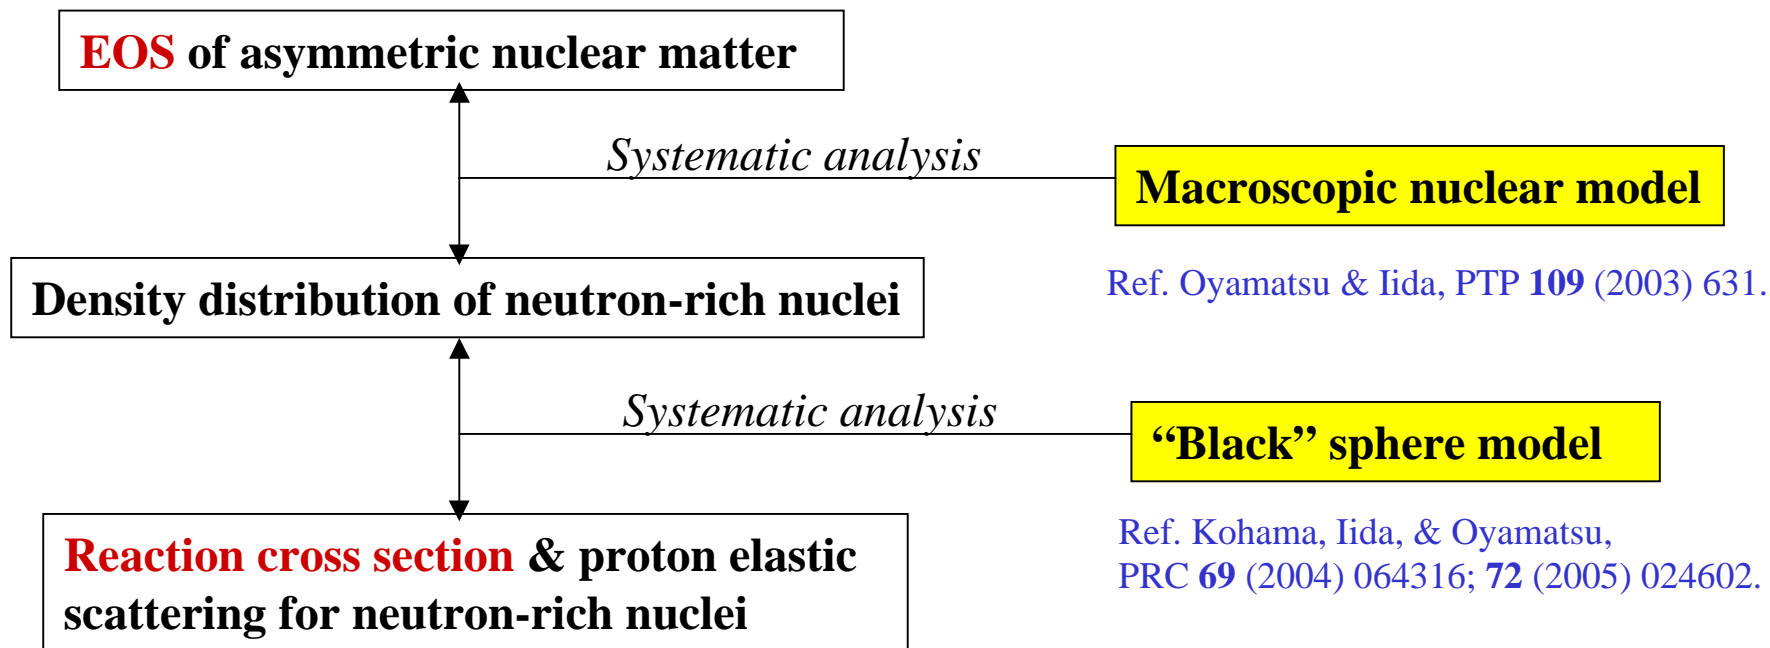 EOS of asymmetric nuclear matter
Systematic analysis
Macroscopic nuclear model
Ref. Oyamatsu & Iida, PTP 109 (2003) 631.
Density distribution of neutron-rich nuclei
Systematic analysis
“Black” sphere model
Ref. Kohama, Iida, & Oyamatsu,
PRC 69 (2004) 064316; 72 (2005) 024602.
Reaction cross section & proton elastic
scattering for neutron-rich nuclei